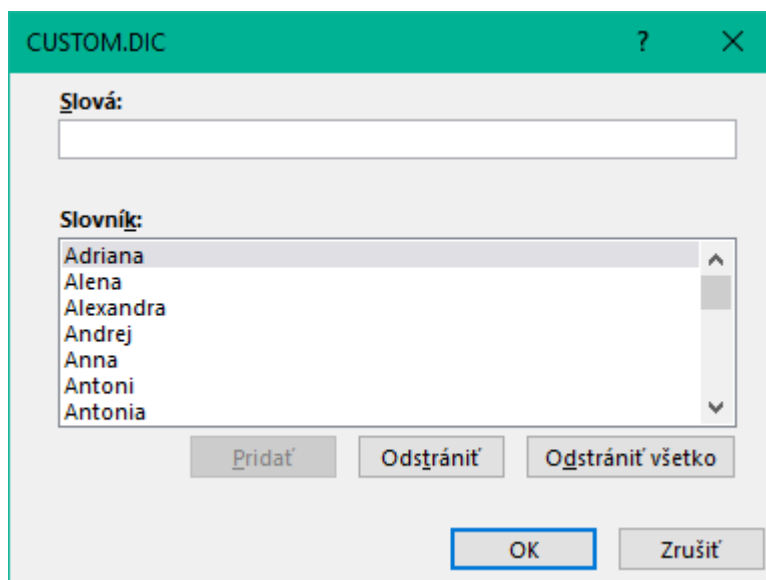 CUSTOM.DIC ?
Slová:
Slovník:
Adriana
Alena
Alexandra
Andrej
Anna
Antoni
Antonia
Pridať Odstrániť Odstrániť všetko
OK Zrušiť